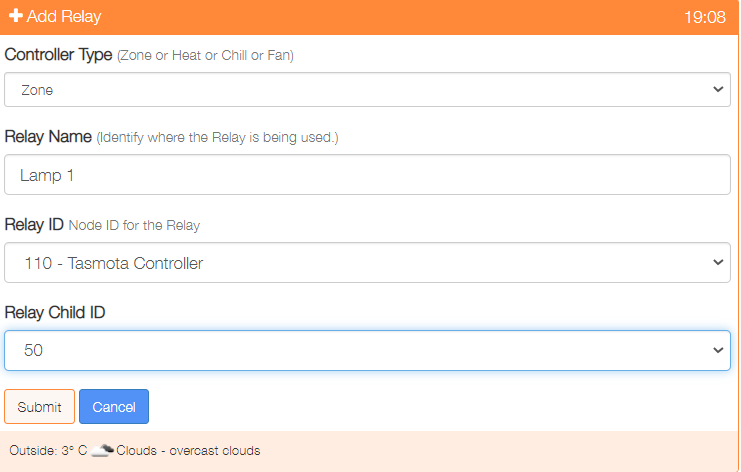 Add Relay 19:08
Controller Type (Zone or Heat or Chill or Fan)
Zone
Relay Name (Identify where the Relay is being used.)
Lamp 1
Relay ID Node ID for the Relay
110 - Tasmota Controller
Relay Child ID
50
Submit Cancel
Outside: 3° C Clouds - overcast clouds